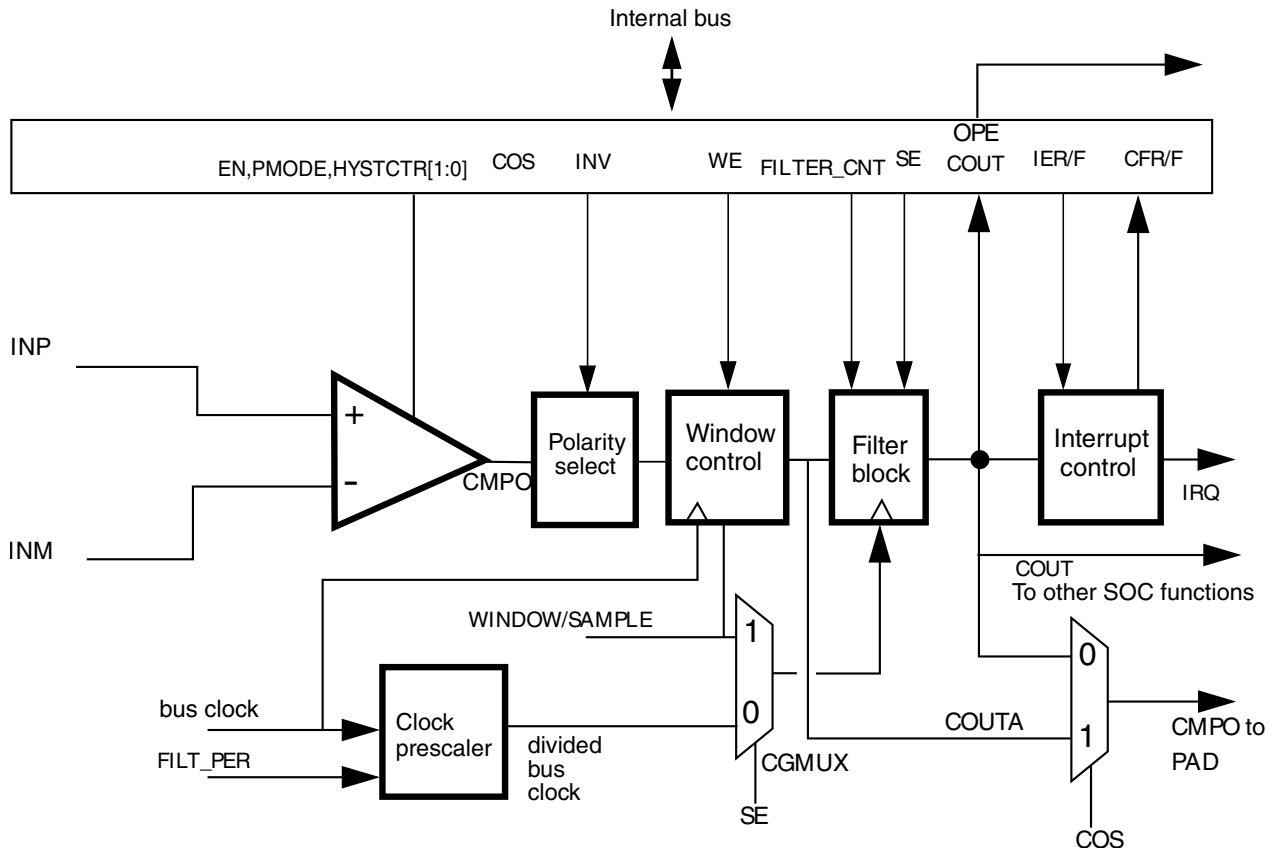 Internal bus
OPE
EN,PMODE,HYSTCTR[1:0]
COS
INV
WE
FILTER_CNT
SE
COUT
IER/F
CFR/F
INP
+
-
INM
CMPO
Polarity
select
Window
control
Filter
block
Interrupt
control
IRQ
COUT
To other SOC functions
WINDOW/SAMPLE
1
0
CGMUX
SE
bus clock
FILT_PER
Clock
prescaler
divided
bus
clock
COUTA
0
1
CMPO to
PAD
COS